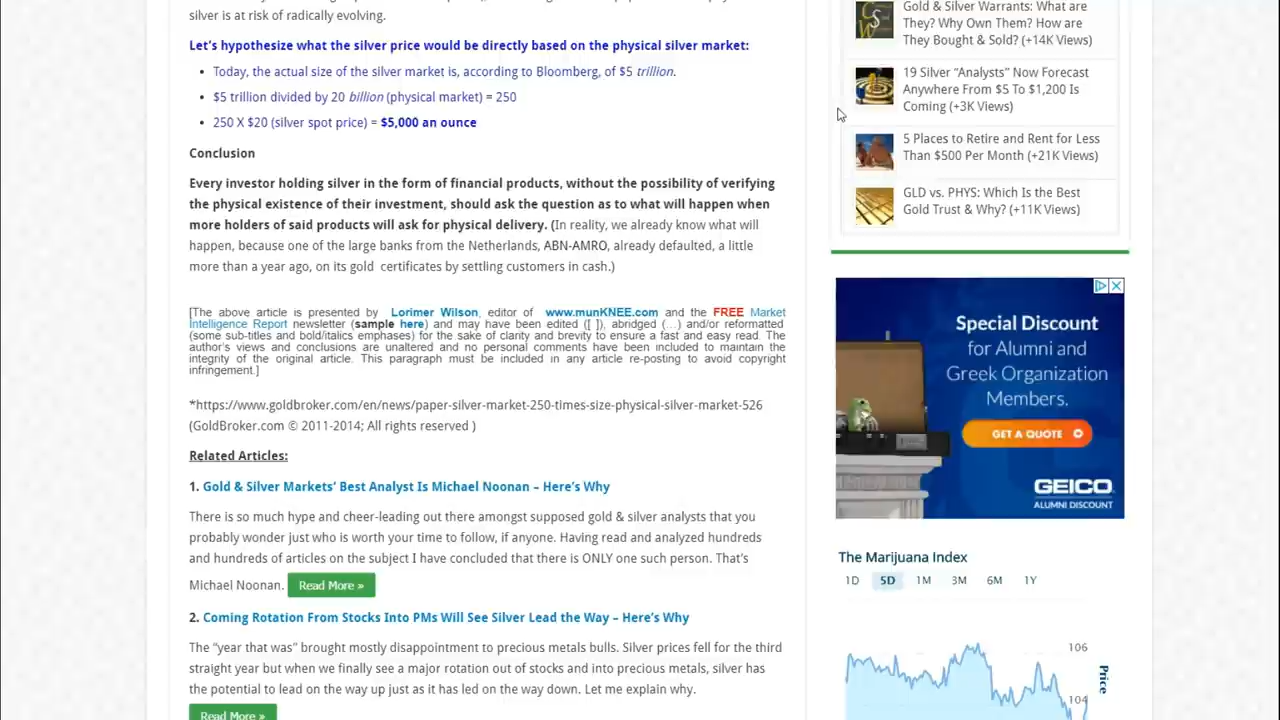 silver is at risk of radically evolving.
Let's hypothesize what the silver price would be directly based on the physical silver market:
• Today, the actual size of the silver market is, according to Bloomberg, of $5 trillion.
• $5 trillion divided by 20 billion (physical market) = 250
• 250 X $20 (silver spot price) = $5,000 an ounce
Conclusion
Every investor holding silver in the form of financial products, without the possibility of verifying
the physical existence of their investment, should ask the question as to what will happen when
more holders of said products will ask for physical delivery. (In reality, we already know what will
happen, because one of the large banks from the Netherlands, ABN-AMRO, already defaulted, a little
more than a year ago, on its gold certificates by settling customers in cash.)
[The above article is presented by Lorimer Wilson, editor of www.munKNEE.com and the FREE Market
Intelligence Report newsletter (sample here) and may have been edited ([ ]), abridged (…) and/or reformatted
(some sub-titles and bold/italics emphases) for the sake of clarity and brevity to ensure a fast and easy read. The
author's views and conclusions are unaltered and no personal comments have been included to maintain the
integrity of the original article. This paragraph must be included in any article re-posting to avoid copyright
infringement.]
*https://www.goldbroker.com/en/news/paper-silver-market-250-times-size-physical-silver-market-526
(GoldBroker.com © 2011-2014; All rights reserved )
Related Articles:
1. Gold & Silver Markets' Best Analyst Is Michael Noonan – Here's Why
There is so much hype and cheer-leading out there amongst supposed gold & silver analysts that you
probably wonder just who is worth your time to follow, if anyone. Having read and analyzed hundreds
and hundreds of articles on the subject I have concluded that there is ONLY one such person. That's
Michael Noonan. Read More »
2. Coming Rotation From Stocks Into PMs Will See Silver Lead the Way – Here's Why
The "year that was" brought mostly disappointment to precious metals bulls. Silver prices fell for the third
straight year but when we finally see a major rotation out of stocks and into precious metals, silver has
the potential to lead on the way up just as it has led on the way down. Let me explain why.
Read More »
Gold & Silver Warrants: What are
They? Why Own Them? How are
They Bought & Sold? (+14K Views)
19 Silver "Analysts" Now Forecast
Anywhere From $5 To $1,200 Is
Coming (+3K Views)
5 Places to Retire and Rent for Less
Than $500 Per Month (+21K Views)
GLD vs. PHYS: Which Is the Best
Gold Trust & Why? (+11K Views)
Special Discount
for Alumni and
Greek Organization
Members.
GET A QUOTE
GEICO
ALUMNI DISCOUNT
The Marijuana Index
1D 5D 1M 3M 6M 1Y
106
Price
104